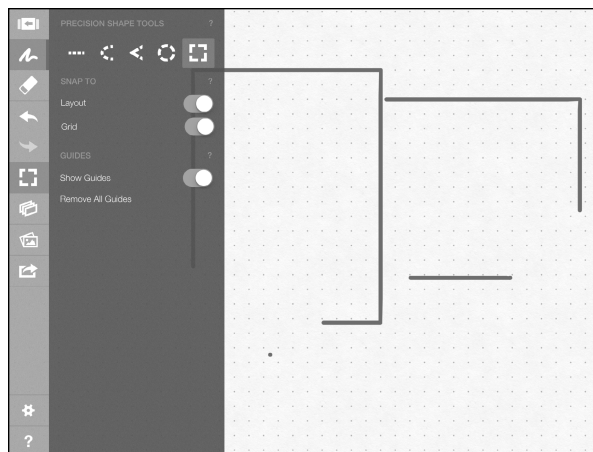 PRECISION SHAPE TOOLS ?
SNAP TO ?
Layout
Grid
GUIDES ?
Show Guides
Remove All Guides
?